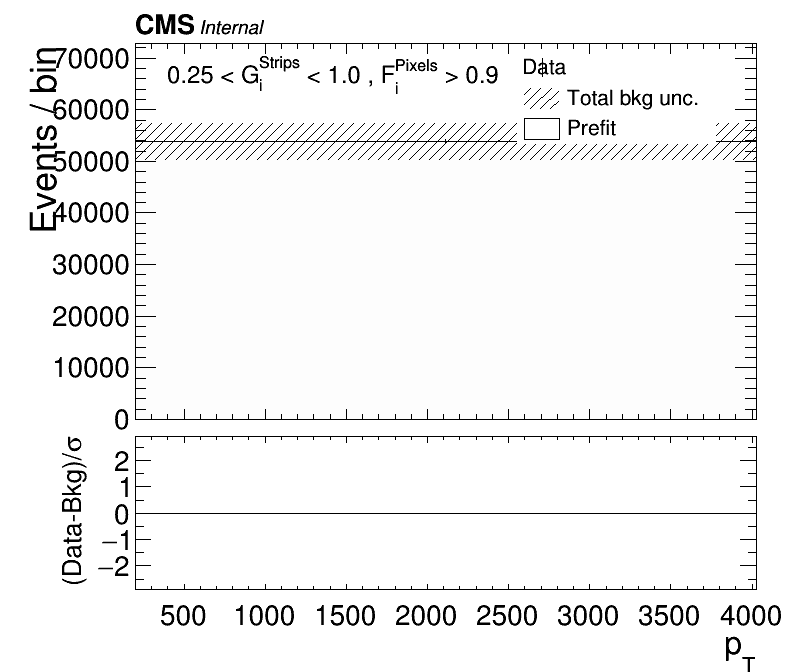 CMS Internal
Events / bin
70000
60000
50000
40000
30000
20000
10000
0
0.25 < G_i^Strips < 1.0 , F_i^Pixels > 0.9
Data
Total bkg unc.
Prefit
(Data-Bkg)/σ
2
1
0
−1
−2
500 1000 1500 2000 2500 3000 3500 4000
p_T